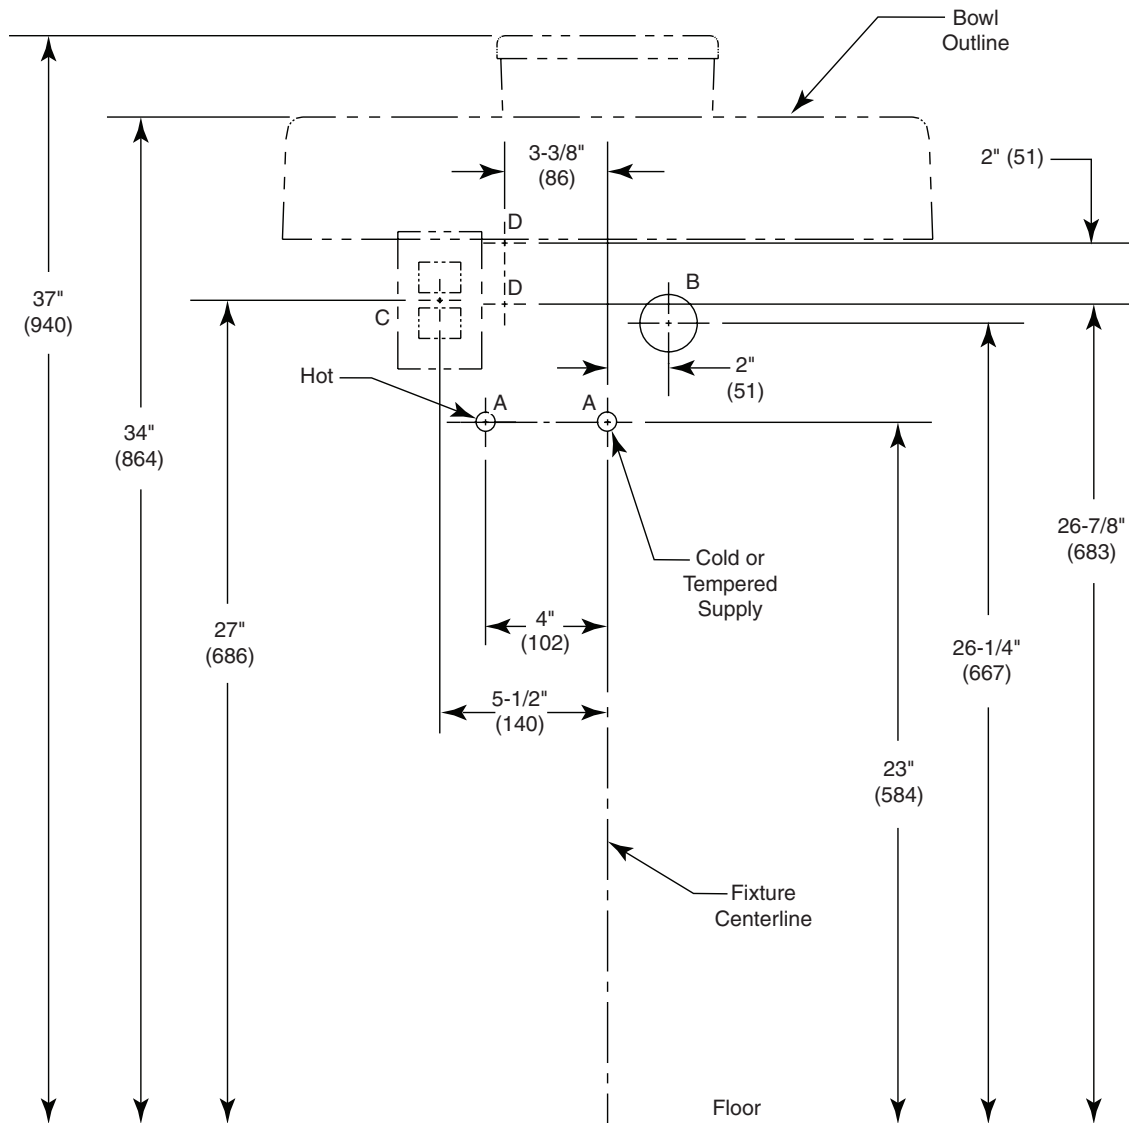 Bowl
Outline
3-3/8"
(86)
2" (51)
D
D
B
37"
(940)
C
2"
(51)
Hot
A
A
34"
(864)
26-7/8"
(683)
Cold or
Tempered
Supply
4"
(102)
27"
(686)
26-1/4"
(667)
5-1/2"
(140)
23"
(584)
Fixture
Centerline
Floor